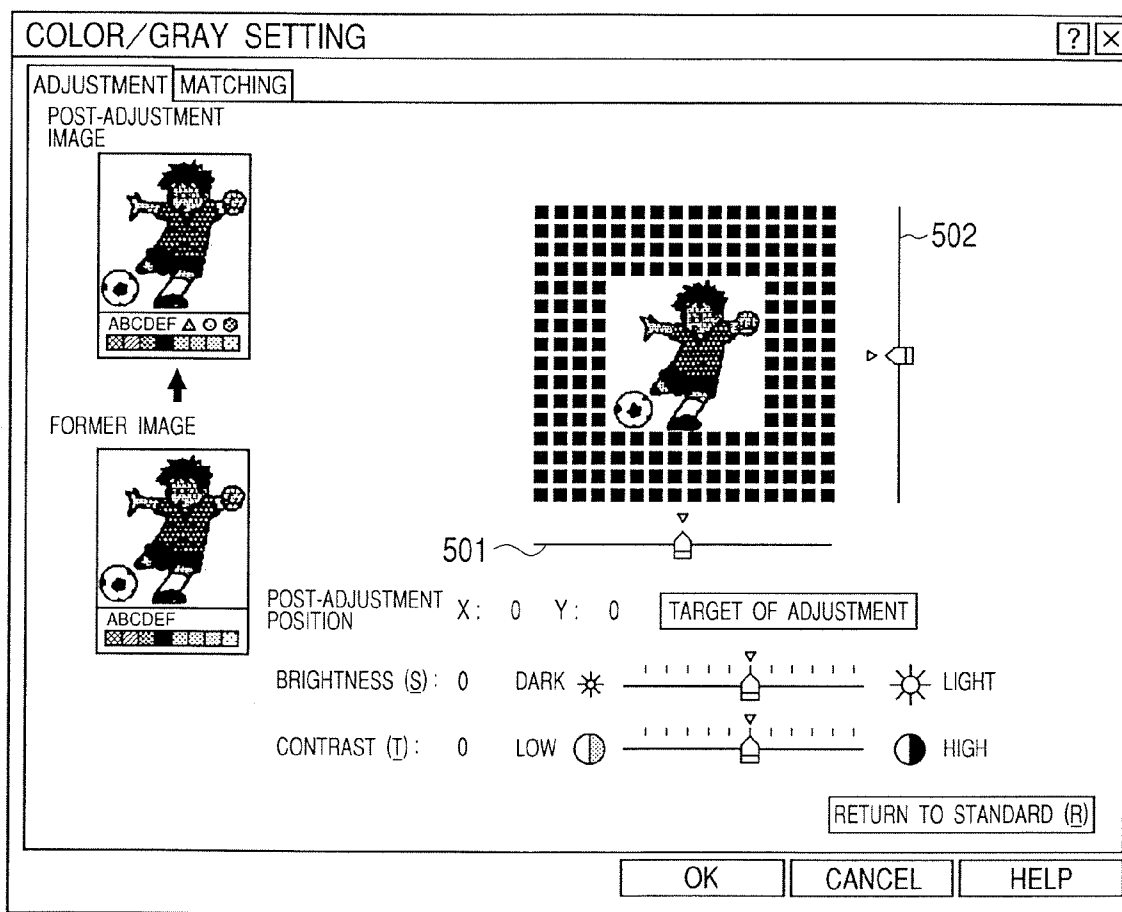 COLOR/GRAY SETTING ? ×
ADJUSTMENT MATCHING
POST-ADJUSTMENT
IMAGE
ABCDEF
FORMER IMAGE
ABCDEF
502
501
POST-ADJUSTMENT
POSITION
X: 0 Y: 0 TARGET OF ADJUSTMENT
BRIGHTNESS (S): 0 DARK LIGHT
CONTRAST (T): 0 LOW HIGH
RETURN TO STANDARD (R)
OK CANCEL HELP